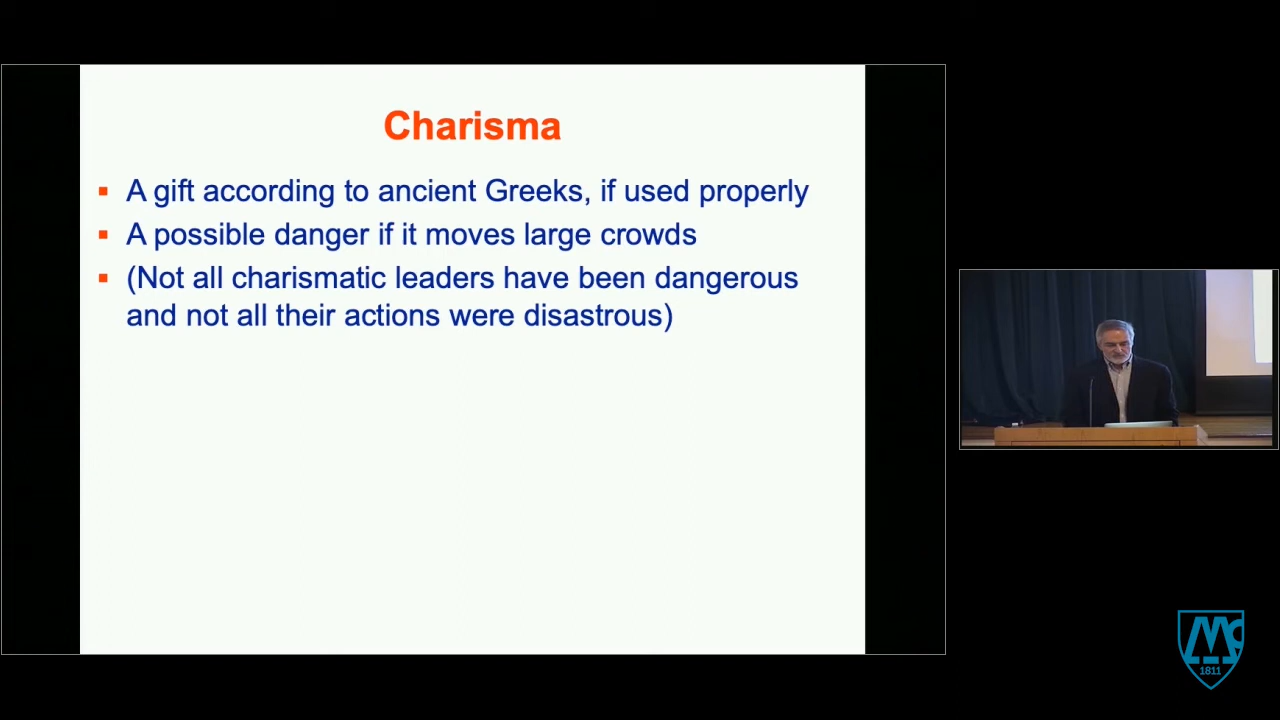 Charisma
A gift according to ancient Greeks, if used properly
A possible danger if it moves large crowds
(Not all charismatic leaders have been dangerous
and not all their actions were disastrous)
Mc
1811